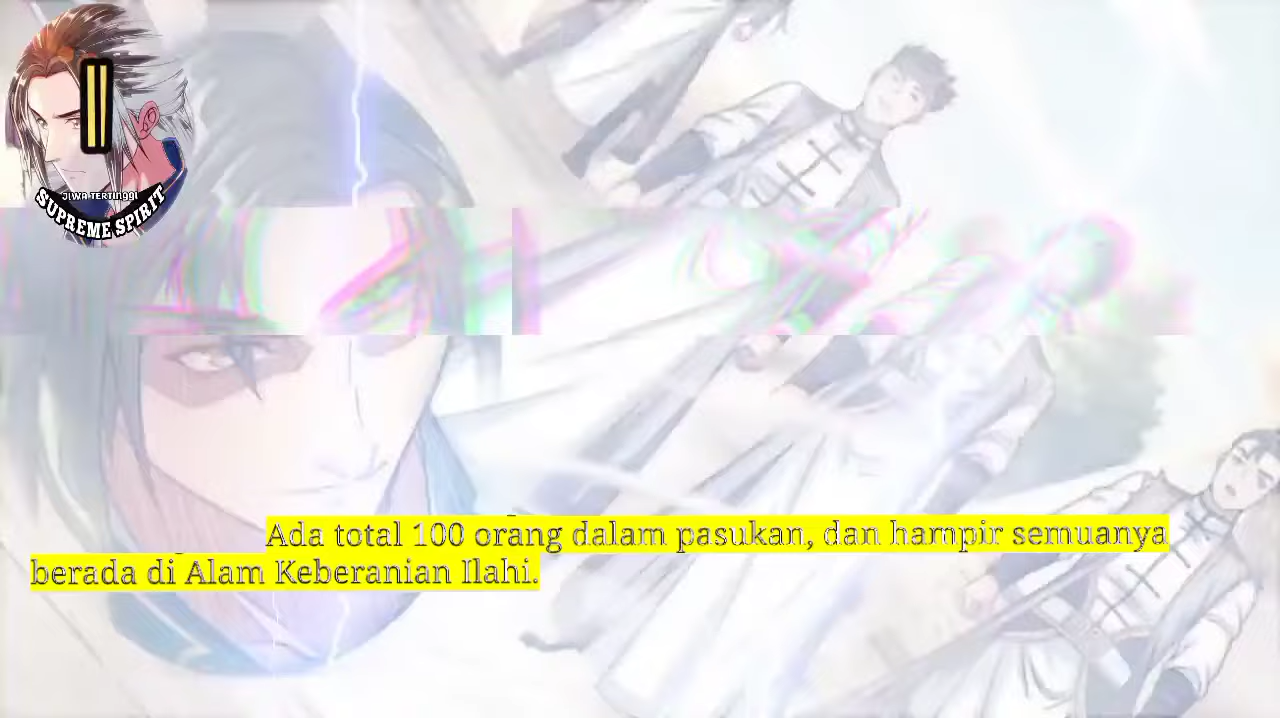 JIWA TERTINGGI
SUPREME SPIRIT
Ada total 100 orang dalam pasukan, dan hampir semuanya
berada di Alam Keberanian Ilahi.